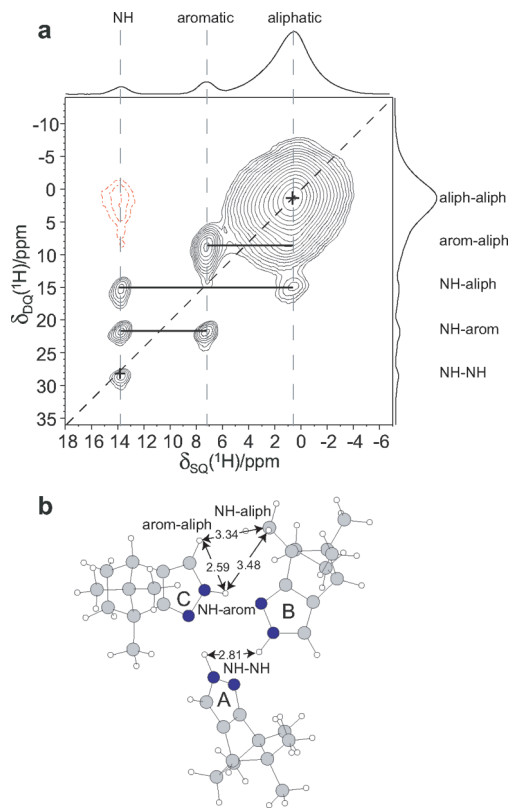 NH aromatic aliphatic
a
-10
-5
0
5
10
15
20
25
30
35
δDQ(¹H)/ppm
aliph-aliph
arom-aliph
NH-aliph
NH-arom
NH-NH
18 16 14 12 10 8 6 4 2 0 -2 -4 -6
δSQ(¹H)/ppm
b
NH-aliph
arom-aliph
3.34
2.59
3.48
C
NH-arom
B
2.81
NH-NH
A